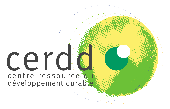 cerdd
centre ressource du
développement durable